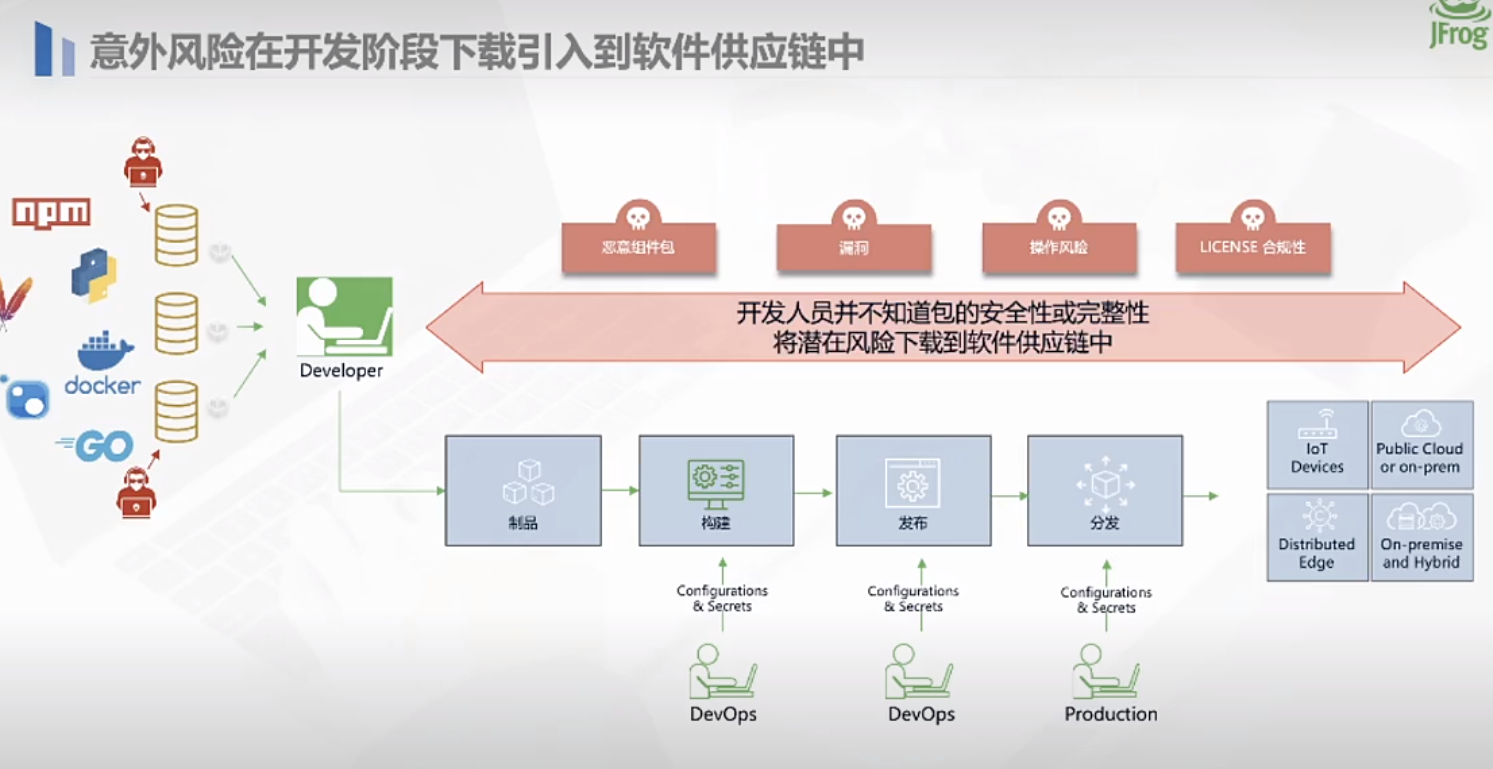 意外风险在开发阶段下载引入到软件供应链中
JFrog
npm
docker
GO
Developer
恶意组件包
漏洞
操作风险
LICENSE 合规性
开发人员并不知道包的安全性或完整性
将潜在风险下载到软件供应链中
制品
构建
发布
分发
IoT
Devices
Public Cloud
or on-prem
Distributed
Edge
On-premise
and Hybrid
Configurations
& Secrets
Configurations
& Secrets
Configurations
& Secrets
DevOps
DevOps
Production